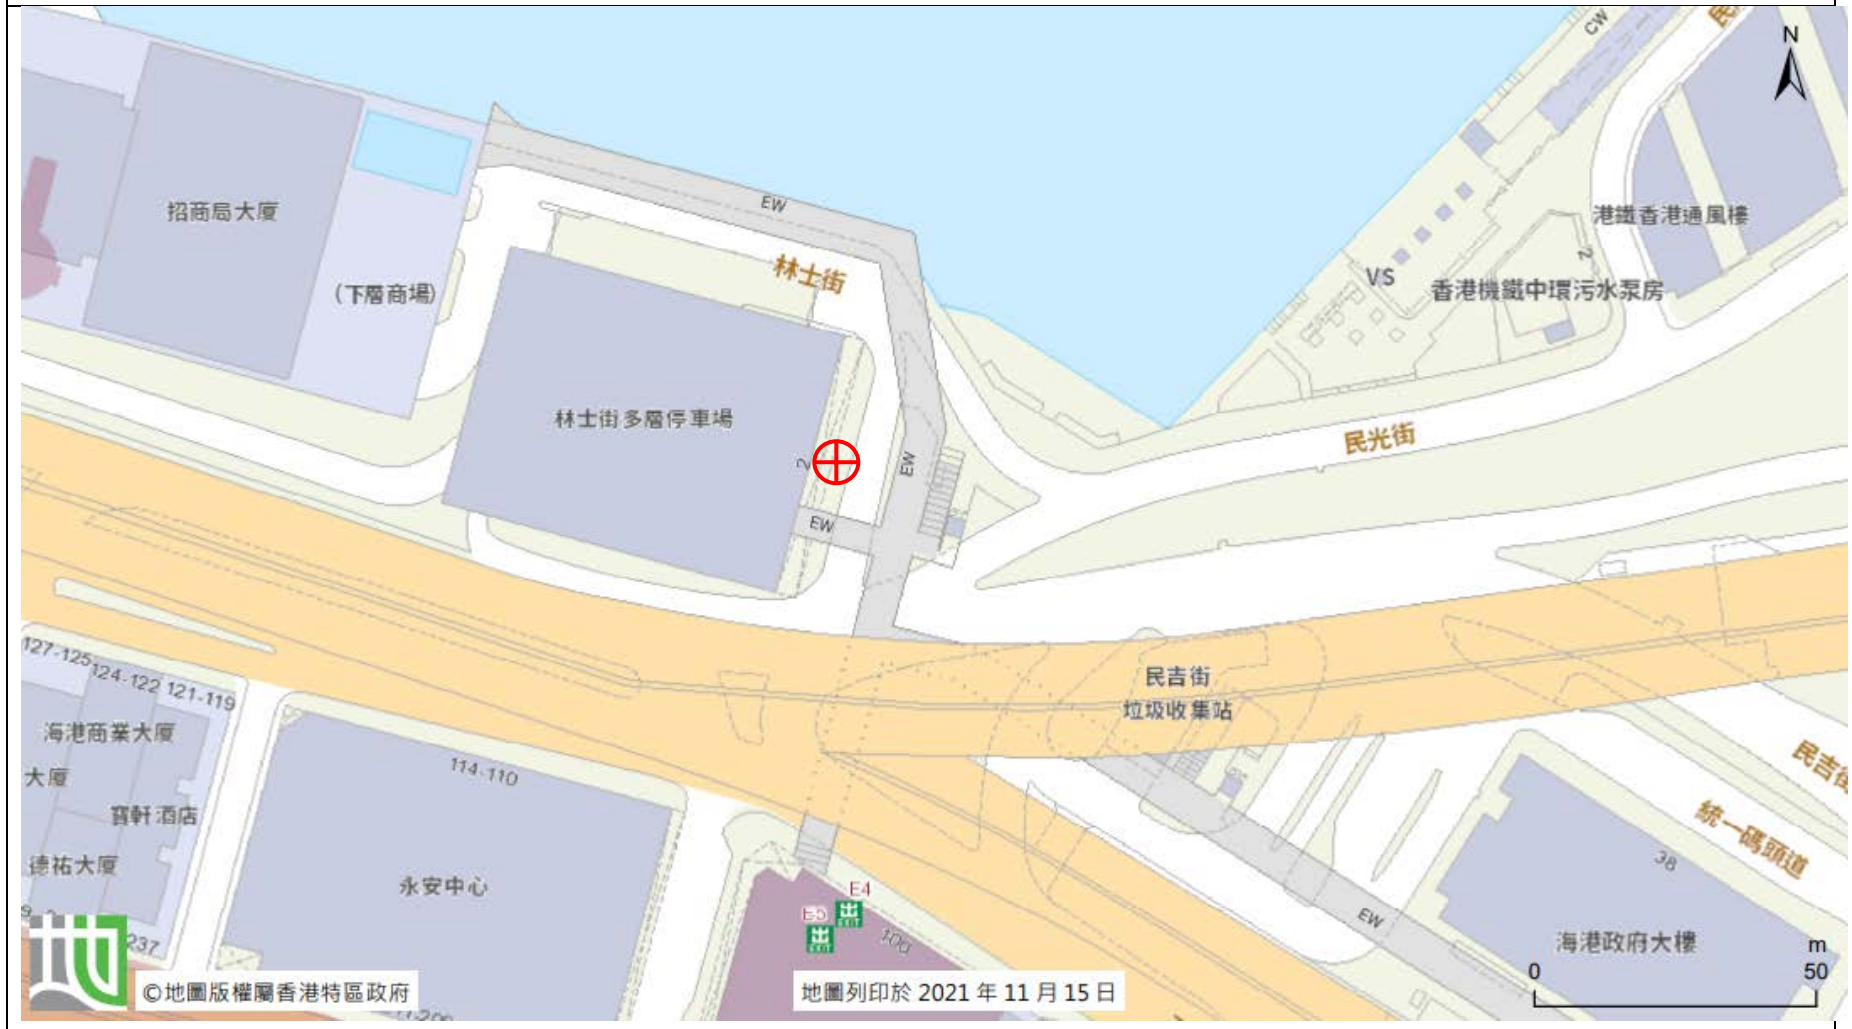 CW
N
招商局大廈
EW
港鐵香港通風樓
林士街
(下層商場)
VS
2
香港機鐵中環污水泵房
林士街多層停車場
民光街
2
EW
EW
127-125
124-122
121-119
民吉街
垃圾收集站
海港商業大廈
114-110
大廈
民吉街
寶軒酒店
統一碼頭道
38
德祐大廈
永安中心
E4
出
EXIT
出
EXIT
EW
237
海港政府大樓
m
0
50
地
©地圖版權屬香港特區政府
地圖列印於 2021 年 11 月 15 日